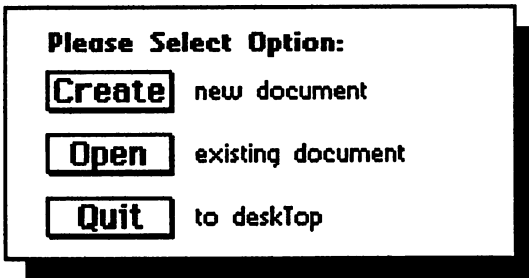 Please Select Option:
Create new document
Open existing document
Quit to deskTop